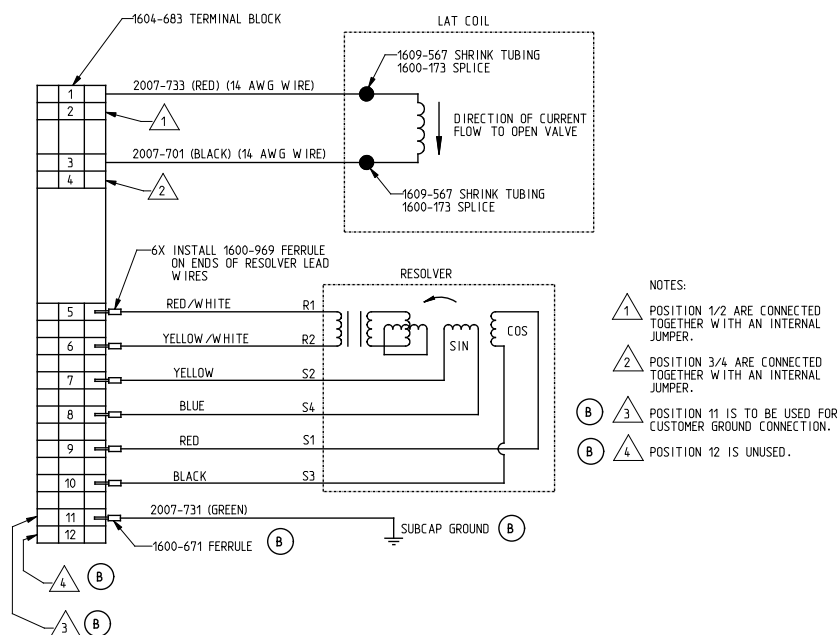 1604-683 TERMINAL BLOCK
LAT COIL
1609-567 SHRINK TUBING
1600-173 SPLICE
1
2007-733 (RED) (14 AWG WIRE)
2
1
DIRECTION OF CURRENT
FLOW TO OPEN VALVE
3
2007-701 (BLACK) (14 AWG WIRE)
4
2
1609-567 SHRINK TUBING
1600-173 SPLICE
6X INSTALL 1600-969 FERRULE
ON ENDS OF RESOLVER LEAD
WIRES
RESOLVER
5
RED/WHITE
R1
6
YELLOW/WHITE
R2
SIN
COS
7
YELLOW
S2
8
BLUE
S4
9
RED
S1
10
BLACK
S3
11
2007-731 (GREEN)
12
1600-671 FERRULE
B
SUBCAP GROUND
B
4
B
3
B
NOTES:
1
POSITION 1/2 ARE CONNECTED
TOGETHER WITH AN INTERNAL
JUMPER.
2
POSITION 3/4 ARE CONNECTED
TOGETHER WITH AN INTERNAL
JUMPER.
B
3
POSITION 11 IS TO BE USED FOR
CUSTOMER GROUND CONNECTION.
B
4
POSITION 12 IS UNUSED.